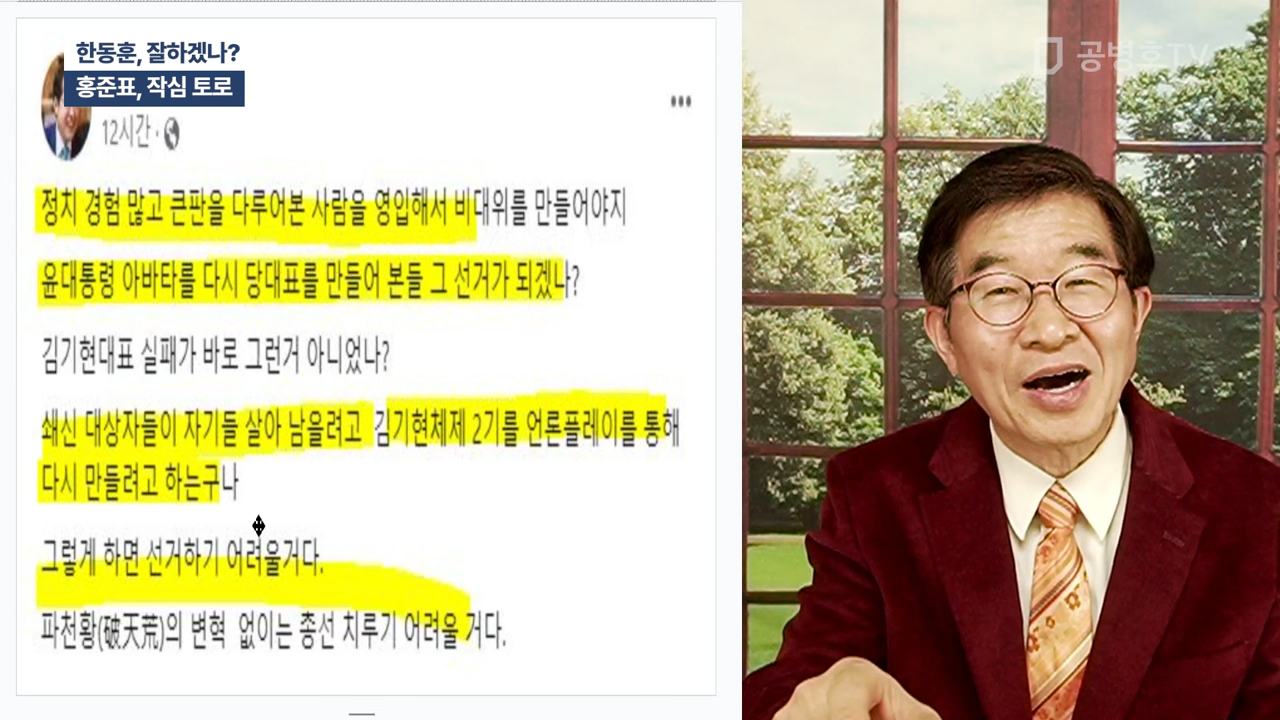 한동훈, 잘하겠나?
홍준표, 작심 토로
공병호TV
12시간 ·
정치 경험 많고 큰판을 다루어본 사람을 영입해서 비대위를 만들어야지
윤대통령 아바타를 다시 당대표를 만들어 본들 그 선거가 되겠나?
김기현대표 실패가 바로 그런거 아니었나?
쇄신 대상자들이 자기들 살아 남을려고 김기현체제 2기를 언론플레이를 통해
다시 만들려고 하는구나
그렇게 하면 선거하기 어려울거다.
파천황(破天荒)의 변혁 없이는 총선 치루기 어려울 거다.